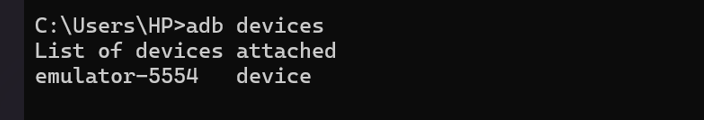 C:\Users\HP>adb devices
List of devices attached
emulator-5554   device